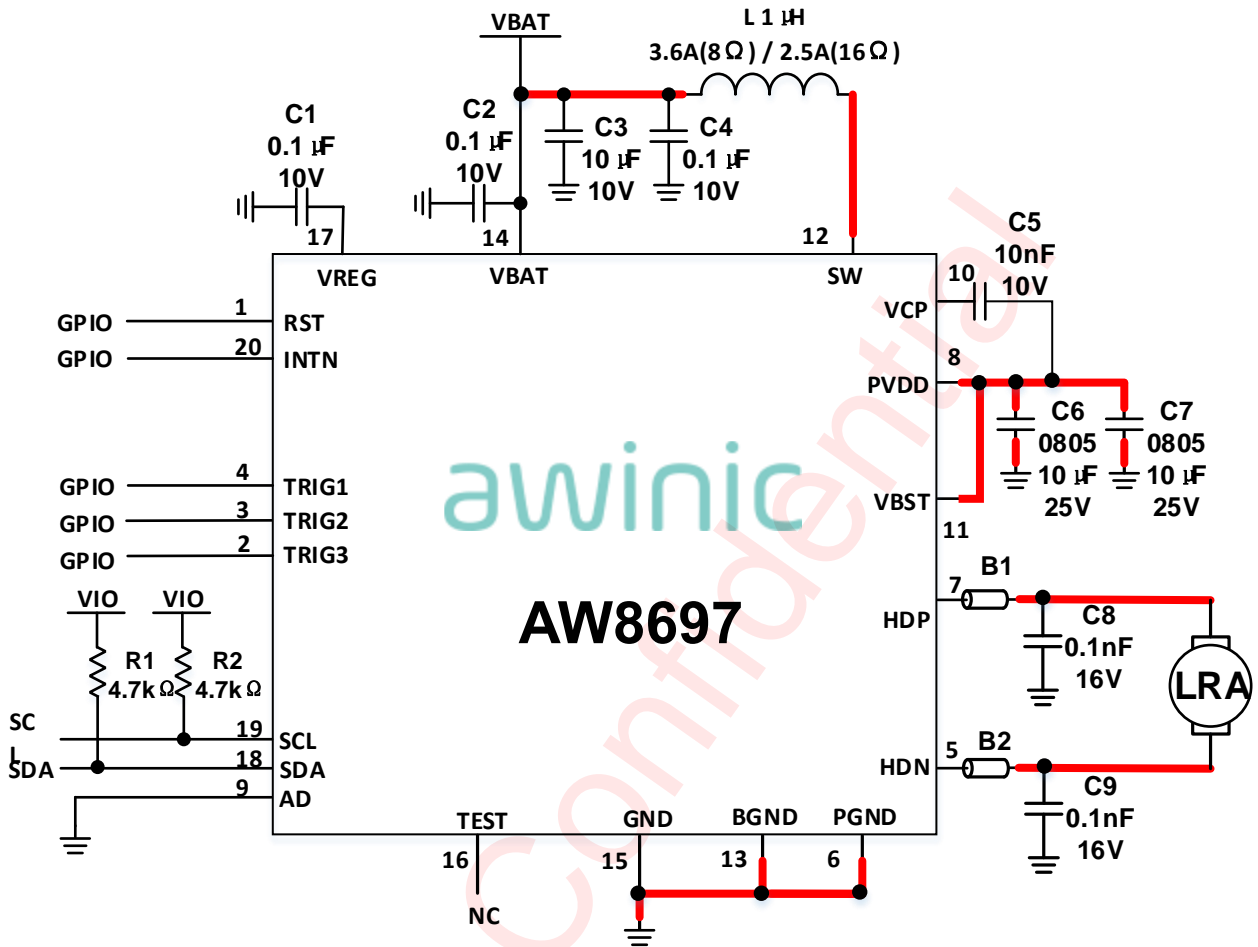 VBAT
L 1 μH
3.6A(8Ω) / 2.5A(16Ω)
C1
0.1 μF
10V
C2
0.1 μF
10V
C3
10 μF
10V
C4
0.1 μF
10V
17
14
12
VREG
VBAT
SW
C5
10nF
10V
10
VCP
GPIO
1
RST
GPIO
20
INTN
8
PVDD
C6
0805
10 μF
25V
C7
0805
10 μF
25V
GPIO
4
TRIG1
GPIO
3
TRIG2
GPIO
2
TRIG3
awinic
VBST
11
AW8697
VIO
VIO
R1
4.7kΩ
R2
4.7kΩ
7
B1
HDP
C8
0.1nF
16V
LRA
SC
L
19
SCL
SDA
18
SDA
9
AD
HDN
5
B2
C9
0.1nF
16V
TEST
GND
BGND
PGND
16
15
13
6
NC
Confidential